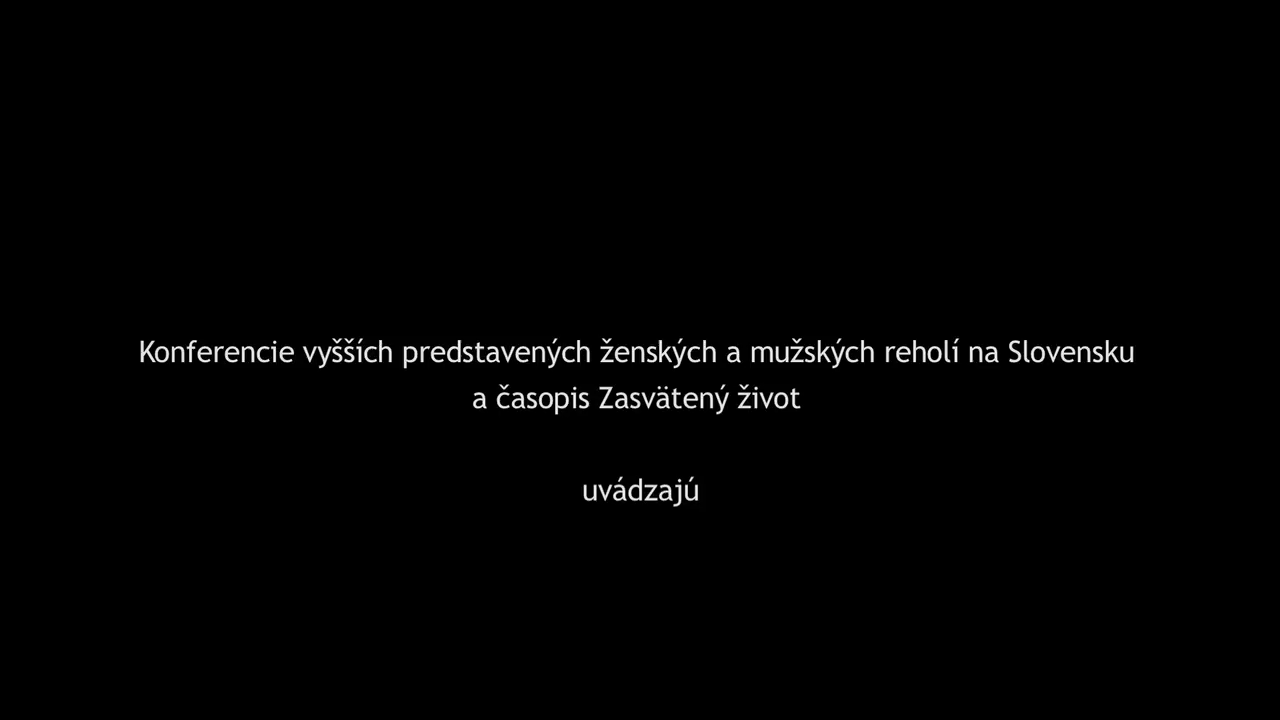 Konferencie vyšších predstavených ženských a mužských reholí na Slovensku
a časopis Zasvätený život
uvádzajú